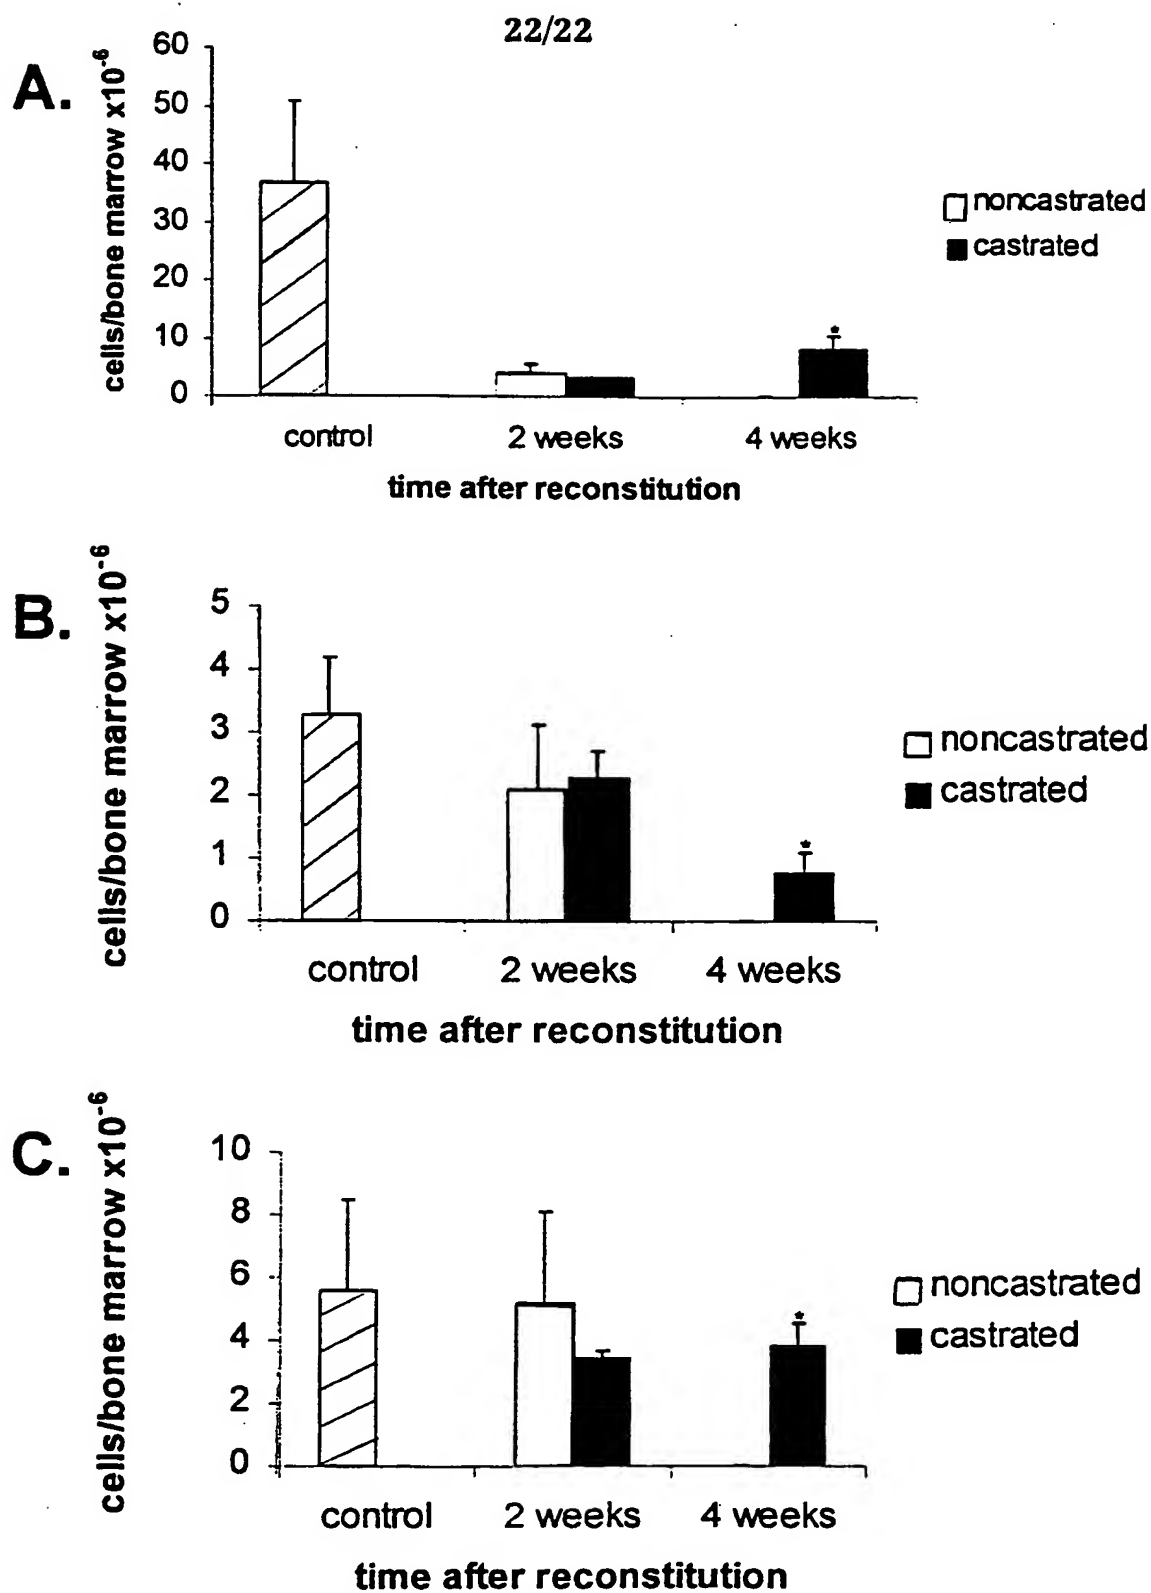 22/22
A.
cells/bone marrow x10-6
60
50
40
30
20
10
0
*
control
2 weeks
4 weeks
time after reconstitution
noncastrated
castrated
B.
cells/bone marrow x10-6
5
4
3
2
1
0
*
control
2 weeks
4 weeks
time after reconstitution
noncastrated
castrated
C.
cells/bone marrow x10-6
10
8
6
4
2
0
*
control
2 weeks
4 weeks
time after reconstitution
noncastrated
castrated